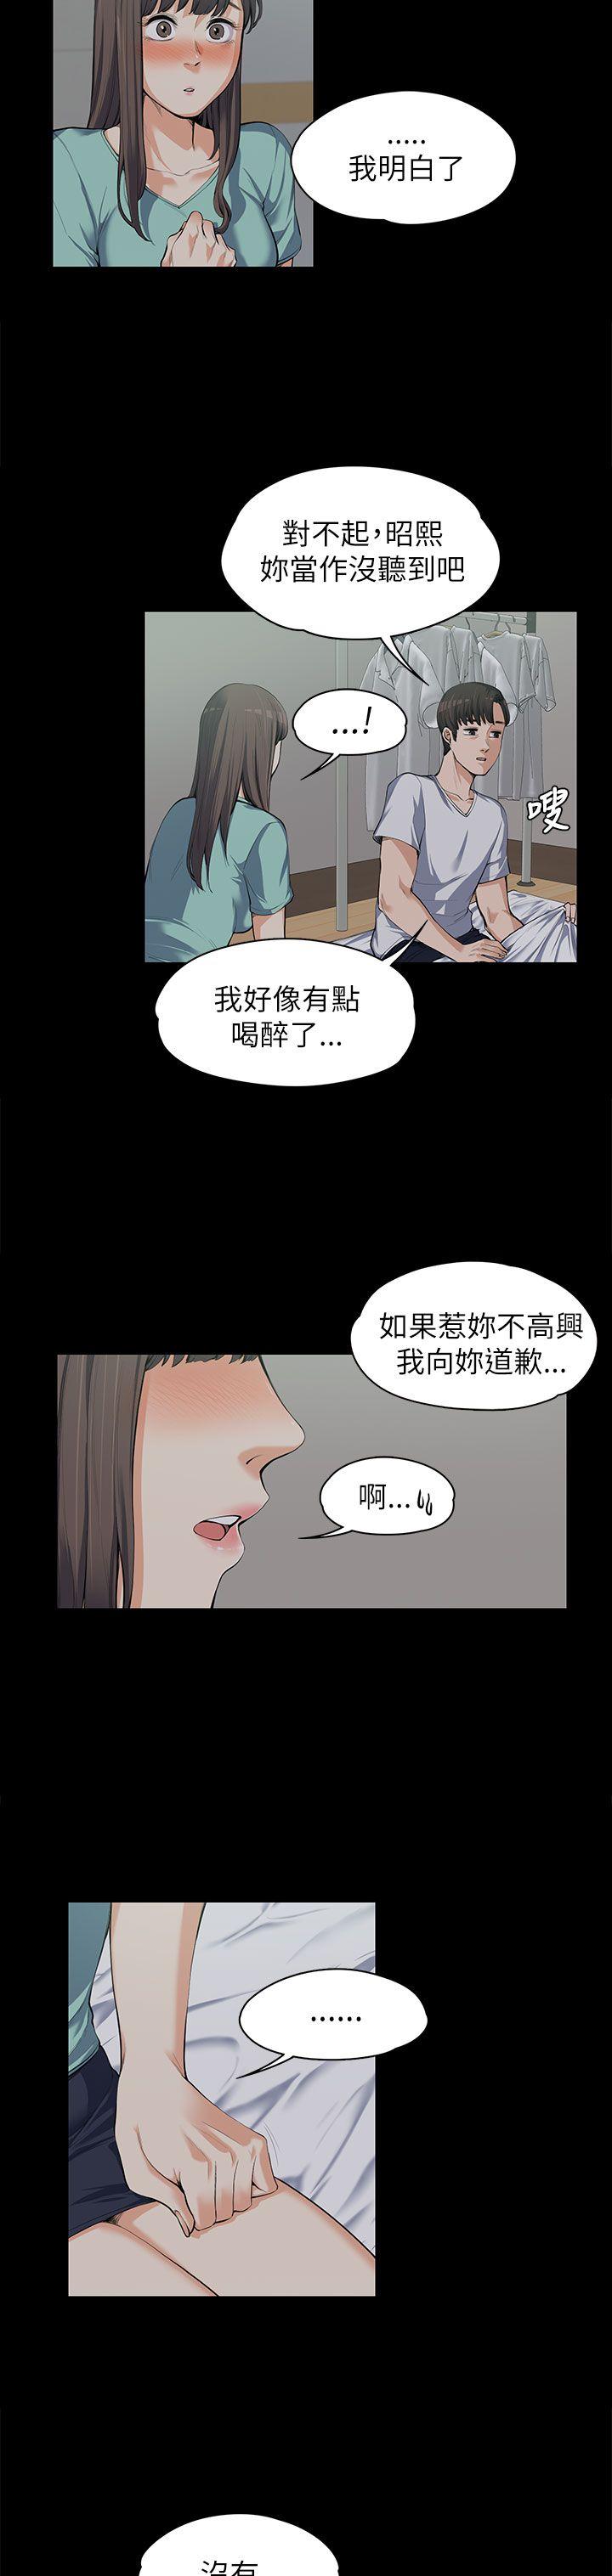 .....
我明白了
對不起,昭熙
妳當作沒聽到吧
...!
嗖
我好像有點
喝醉了...
如果惹妳不高興
我向妳道歉...
啊...
......
沒有